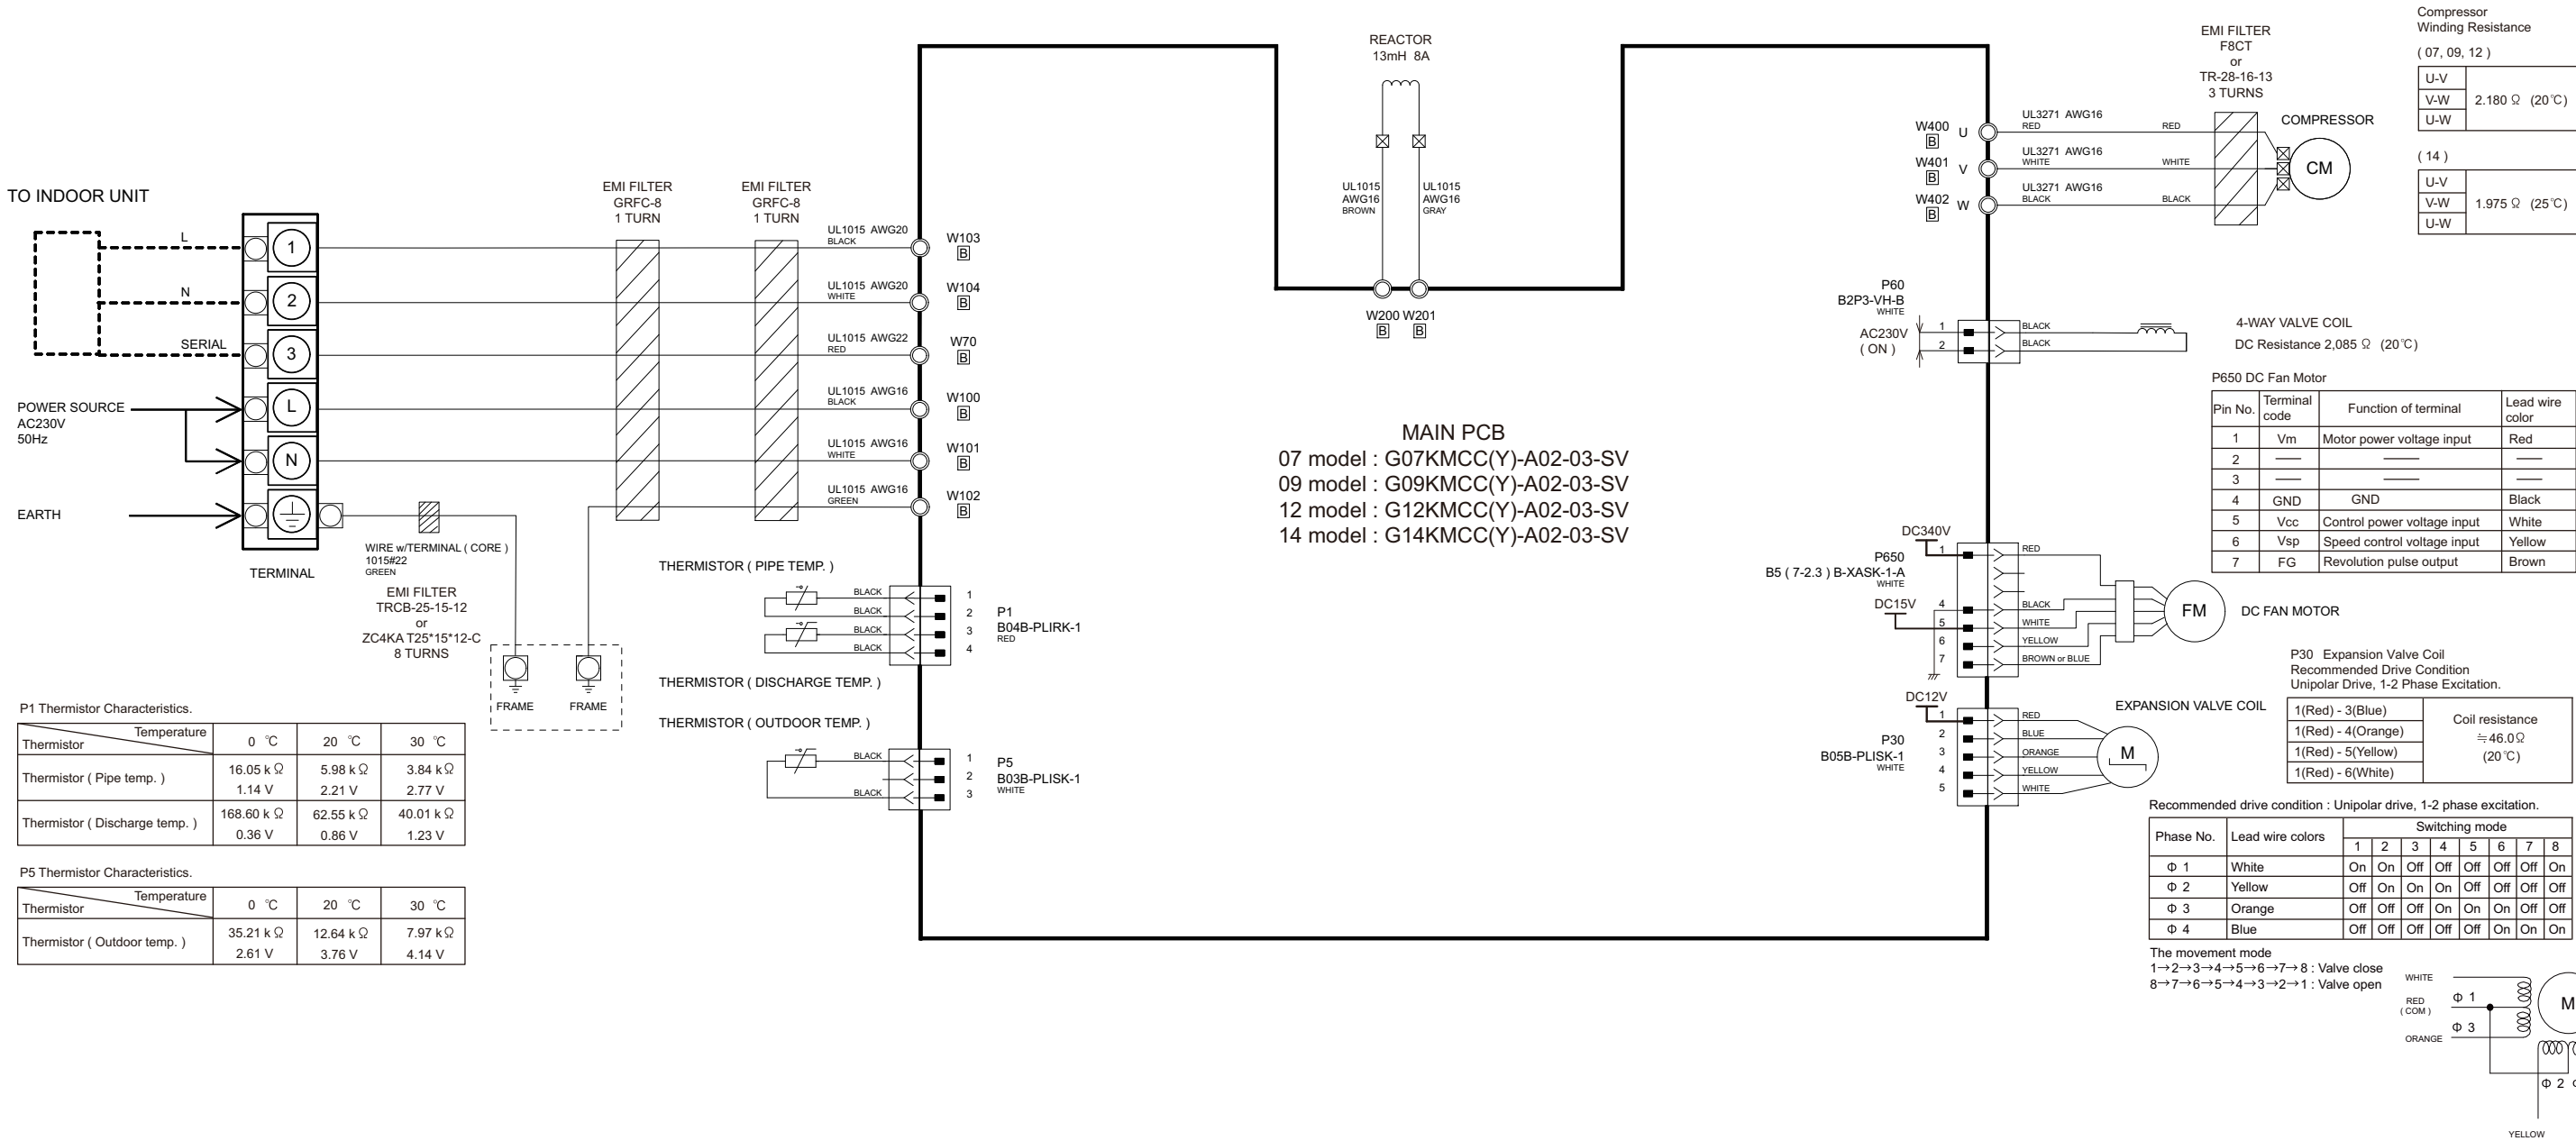 TO INDOOR UNIT
L
N
SERIAL
1
2
3
L
N
POWER SOURCE
AC230V
50Hz
EARTH
TERMINAL
WIRE w/TERMINAL ( CORE )
1015#22
GREEN
EMI FILTER
TRCB-25-15-12
or
ZC4KA T25*15*12-C
8 TURNS
FRAME
FRAME
EMI FILTER
GRFC-8
1 TURN
EMI FILTER
GRFC-8
1 TURN
UL1015 AWG20
BLACK
W103
B
UL1015 AWG20
WHITE
W104
B
UL1015 AWG22
RED
W70
B
UL1015 AWG16
BLACK
W100
B
UL1015 AWG16
WHITE
W101
B
UL1015 AWG16
GREEN
W102
B
THERMISTOR ( PIPE TEMP. )
BLACK 1
BLACK 2
BLACK 3
BLACK 4
P1
B04B-PLIRK-1
RED
THERMISTOR ( DISCHARGE TEMP. )
THERMISTOR ( OUTDOOR TEMP. )
BLACK 1
2
BLACK 3
P5
B03B-PLISK-1
WHITE
P1 Thermistor Characteristics.
Temperature
Thermistor
0 ℃ 20 ℃ 30 ℃
Thermistor ( Pipe temp. )
16.05 k Ω 5.98 k Ω 3.84 k Ω
1.14 V 2.21 V 2.77 V
Thermistor ( Discharge temp. )
168.60 k Ω 62.55 k Ω 40.01 k Ω
0.36 V 0.86 V 1.23 V
P5 Thermistor Characteristics.
Temperature
Thermistor
0 ℃ 20 ℃ 30 ℃
Thermistor ( Outdoor temp. )
35.21 k Ω 12.64 k Ω 7.97 k Ω
2.61 V 3.76 V 4.14 V
REACTOR
13mH 8A
UL1015
AWG16
BROWN
UL1015
AWG16
GRAY
W200 W201
B B
MAIN PCB
07 model : G07KMCC(Y)-A02-03-SV
09 model : G09KMCC(Y)-A02-03-SV
12 model : G12KMCC(Y)-A02-03-SV
14 model : G14KMCC(Y)-A02-03-SV
W400
B
U
UL3271 AWG16
RED RED
W401
B
V
UL3271 AWG16
WHITE WHITE
W402
B
W
UL3271 AWG16
BLACK BLACK
EMI FILTER
F8CT
or
TR-28-16-13
3 TURNS
COMPRESSOR
CM
Compressor
Winding Resistance
( 07, 09, 12 )
U-V
V-W
U-W
2.180 Ω (20℃)
( 14 )
U-V
V-W
U-W
1.975 Ω (25℃)
P60
B2P3-VH-B
WHITE
AC230V
( ON )
1 BLACK
2 BLACK
4-WAY VALVE COIL
DC Resistance 2,085 Ω (20℃)
P650 DC Fan Motor
Pin No. Terminal code Function of terminal Lead wire color
1 Vm Motor power voltage input Red
2
3
4 GND GND Black
5 Vcc Control power voltage input White
6 Vsp Speed control voltage input Yellow
7 FG Revolution pulse output Brown
DC340V
P650
B5 ( 7-2.3 ) B-XASK-1-A
WHITE
DC15V
1 RED
4 BLACK
5 WHITE
6 YELLOW
7 BROWN or BLUE
FM
DC FAN MOTOR
DC12V
P30
B05B-PLISK-1
WHITE
1 RED
2 BLUE
3 ORANGE
4 YELLOW
5 WHITE
EXPANSION VALVE COIL
M
P30 Expansion Valve Coil
Recommended Drive Condition
Unipolar Drive, 1-2 Phase Excitation.
1(Red) - 3(Blue)
1(Red) - 4(Orange)
1(Red) - 5(Yellow)
1(Red) - 6(White)
Coil resistance
≒46.0Ω
(20℃)
Recommended drive condition : Unipolar drive, 1-2 phase excitation.
Phase No. Lead wire colors Switching mode
1 2 3 4 5 6 7 8
Φ 1 White On On Off Off Off Off Off On
Φ 2 Yellow Off On On On Off Off Off Off
Φ 3 Orange Off Off Off On On On Off Off
Φ 4 Blue Off Off Off Off Off On On On
The movement mode
1→2→3→4→5→6→7→8 : Valve close
8→7→6→5→4→3→2→1 : Valve open
WHITE
RED
( COM )
ORANGE
Φ 1
Φ 3
M
Φ 2
YELLOW